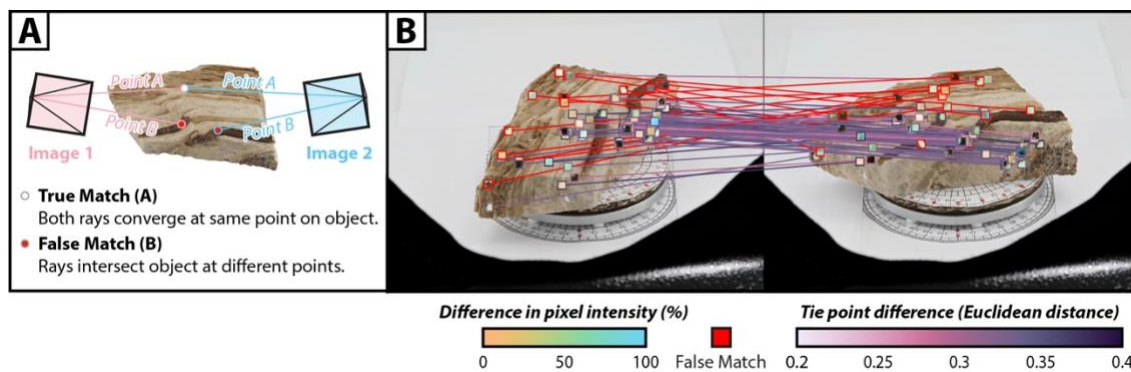 A
Point A
Point A
Point B
Point B
Image 1
Image 2
True Match (A)
Both rays converge at same point on object.
False Match (B)
Rays intersect object at different points.
B
Difference in pixel intensity (%)
0
50
100
False Match
Tie point difference (Euclidean distance)
0.2
0.25
0.3
0.35
0.4